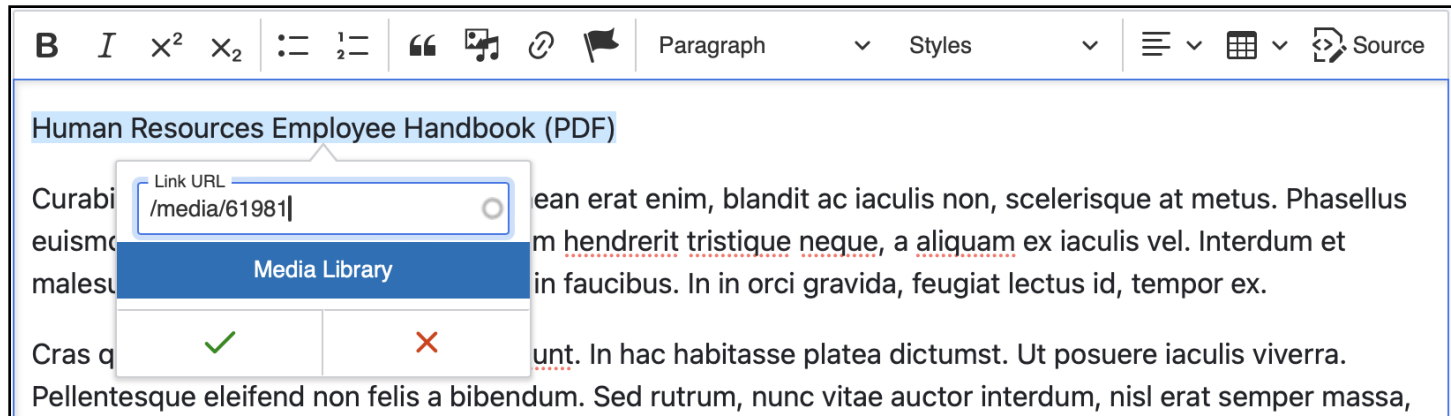 B I x² x₂ Paragraph Styles Source
Human Resources Employee Handbook (PDF)
Link URL
/media/61981
Media Library
Curabi ean erat enim, blandit ac iaculis non, scelerisque at metus. Phasellus
euismo m hendrerit tristique neque, a aliquam ex iaculis vel. Interdum et
malesu in faucibus. In in orci gravida, feugiat lectus id, tempor ex.
Cras q unt. In hac habitasse platea dictumst. Ut posuere iaculis viverra.
Pellentesque eleifend non felis a bibendum. Sed rutrum, nunc vitae auctor interdum, nisl erat semper massa,